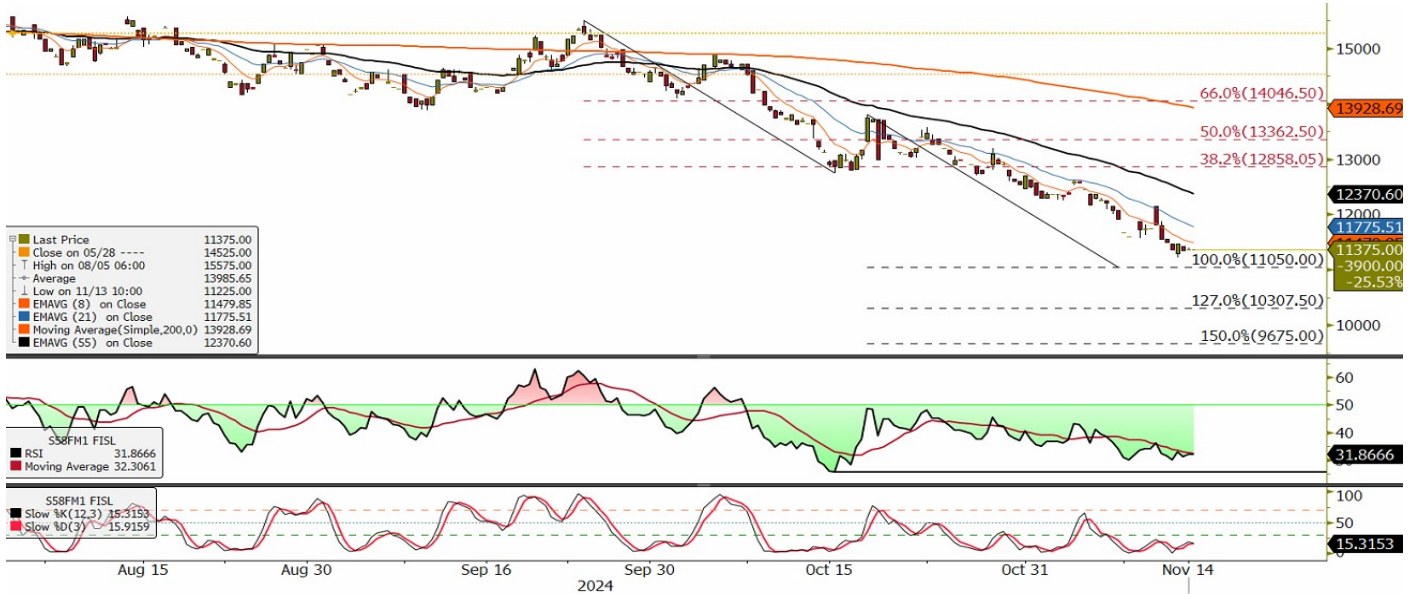 15000
66.0%(14046.50)
13928.69
50.0%(13362.50)
38.2%(12858.05)
13000
12370.60
12000
11775.51
11375.00
-3900.00
-25.53%
100.0%(11050.00)
127.0%(10307.50)
10000
150.0%(9675.00)
Last Price 11375.00
Close on 05/28 ---- 14525.00
High on 08/05 06:00 15575.00
Average 13985.65
Low on 11/13 10:00 11225.00
EMAVG (8) on Close 11479.85
EMAVG (21) on Close 11775.51
Moving Average(Simple,200,0) 13928.69
EMAVG (55) on Close 12370.60
60
50
40
31.8666
S58FM1 FISL
RSI 31.8666
Moving Average 32.3061
100
50
0
15.3153
S58FM1 FISL
Slow %K(12,3) 15.3153
Slow %D(3) 15.9159
Aug 15 Aug 30 Sep 16 Sep 30 Oct 15 Oct 31 Nov 14
2024